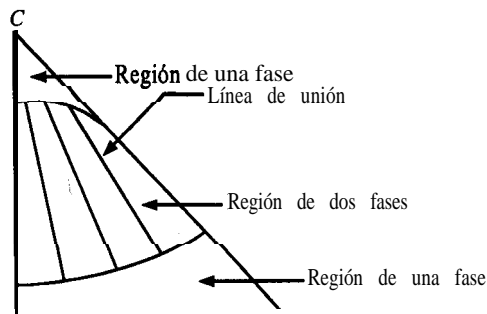 C
Región de una fase
Línea de unión
Región de dos fases
Región de una fase